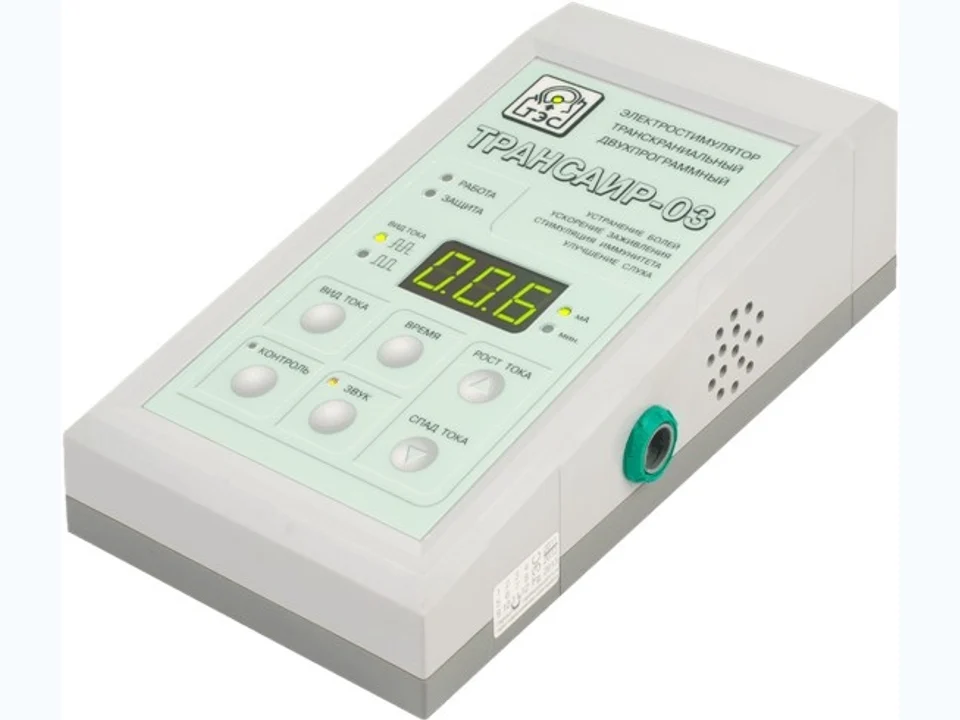 ТЭС
ЭЛЕКТРОСТИМУЛЯТОР
ТРАНСКРАНИАЛЬНЫЙ
ДВУХПРОГРАММНЫЙ
ТРАНСАИР-03
РАБОТА
ЗАЩИТА
УСТРАНЕНИЕ БОЛЕЙ
УСКОРЕНИЕ ЗАЖИВЛЕНИЯ
СТИМУЛЯЦИЯ ИММУНИТЕТА
УЛУЧШЕНИЕ СЛУХА
ВИД ТОКА
0.0.6
мА
мин.
ВИД ТОКА
ВРЕМЯ
РОСТ ТОКА
КОНТРОЛЬ
ЗВУК
СПАД ТОКА